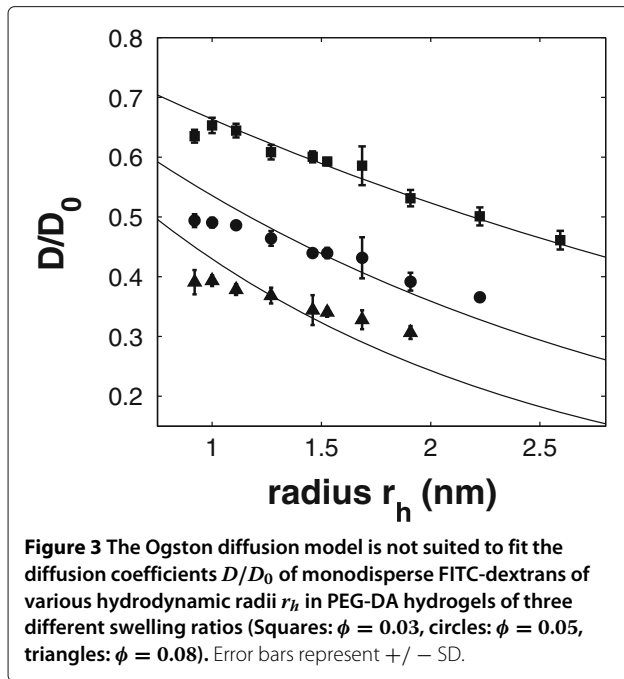 0.8
0.7
0.6
0.5
0.4
0.3
0.2
D/D₀
1
1.5
2
2.5
radius r_h (nm)
Figure 3 The Ogston diffusion model is not suited to fit the
diffusion coefficients D/D₀ of monodisperse FITC-dextrans of
various hydrodynamic radii r_h in PEG-DA hydrogels of three
different swelling ratios (Squares: ϕ = 0.03, circles: ϕ = 0.05,
triangles: ϕ = 0.08). Error bars represent +/ − SD.